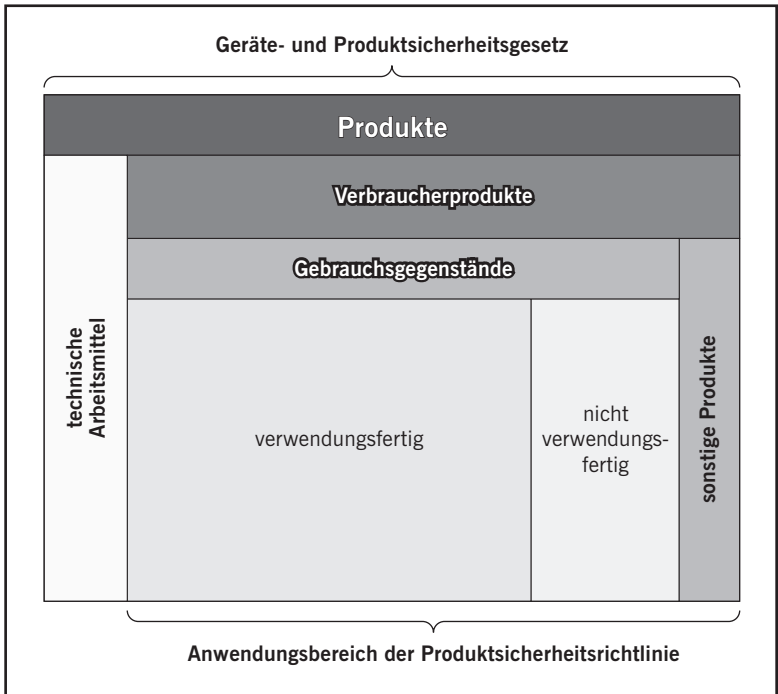 Geräte- und Produktsicherheitsgesetz
Produkte
Verbraucherprodukte
Gebrauchsgegenstände
technische
Arbeitsmittel
verwendungsfertig
nicht
verwendungs-
fertig
sonstige Produkte
Anwendungsbereich der Produktsicherheitsrichtlinie